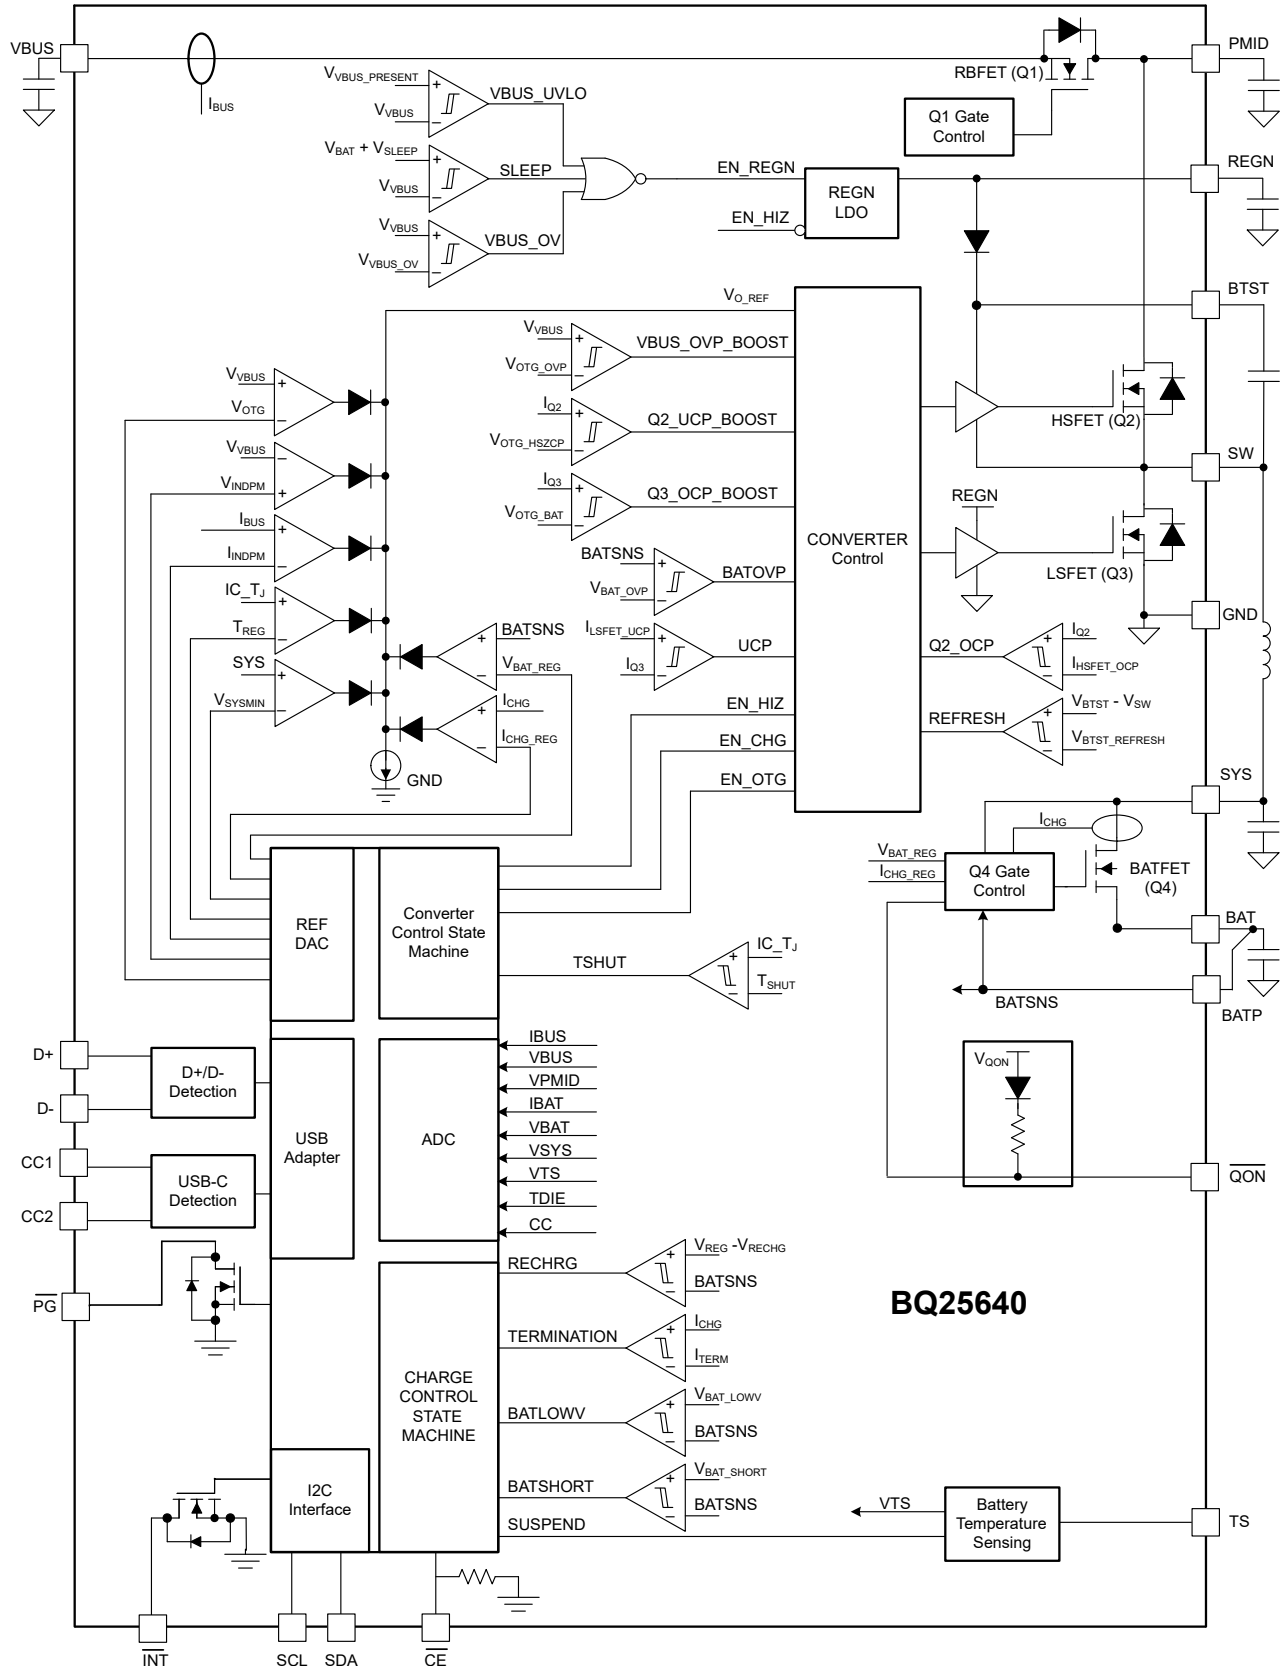 VBUS
PMID
IBUS
RBFET (Q1)
Q1 Gate
Control
VVBUS_PRESENT
VBUS_UVLO
VVBUS
VBAT + VSLEEP
SLEEP
VVBUS
VVBUS
VBUS_OV
VVBUS_OV
EN_REGN
EN_HIZ
REGN
LDO
REGN
BTST
VO_REF
VVBUS
VBUS_OVP_BOOST
VOTG_OVP
IQ2
Q2_UCP_BOOST
VOTG_HSZCP
IQ3
Q3_OCP_BOOST
VOTG_BAT
BATSNS
BATOVP
VBAT_OVP
ILSFET_UCP
UCP
IQ3
EN_HIZ
EN_CHG
EN_OTG
CONVERTER
Control
HSFET (Q2)
SW
REGN
LSFET (Q3)
GND
Q2_OCP
IQ2
IHSFET_OCP
REFRESH
VBTST - VSW
VBTST_REFRESH
VVBUS
VOTG
VVBUS
VINDPM
IBUS
IINDPM
IC_TJ
TREG
SYS
VSYSMIN
BATSNS
VBAT_REG
ICHG
ICHG_REG
GND
SYS
ICHG
VBAT_REG
ICHG_REG
Q4 Gate
Control
BATFET
(Q4)
BAT
BATSNS
BATP
REF
DAC
Converter
Control State
Machine
TSHUT
IC_TJ
TSHUT
D+
D-
D+/D-
Detection
CC1
CC2
USB-C
Detection
USB
Adapter
ADC
IBUS
VBUS
VPMID
IBAT
VBAT
VSYS
VTS
TDIE
CC
VQON
QON
PG
RECHRG
VREG -VRECHG
BATSNS
TERMINATION
ICHG
ITERM
BATLOWV
VBAT_LOWV
BATSNS
BATSHORT
VBAT_SHORT
BATSNS
SUSPEND
CHARGE
CONTROL
STATE
MACHINE
BQ25640
I2C
Interface
VTS
Battery
Temperature
Sensing
TS
INT
SCL
SDA
CE